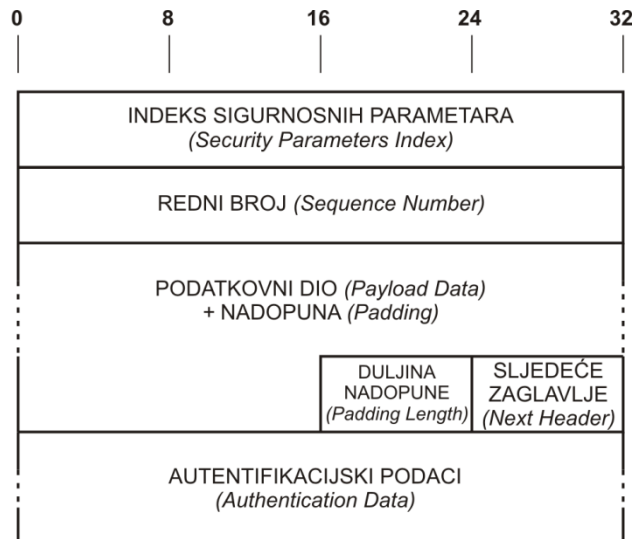 0 8 16 24 32
INDEKS SIGURNOSNIH PARAMETARA
(Security Parameters Index)
REDNI BROJ (Sequence Number)
PODATKOVNI DIO (Payload Data)
+ NADOPUNA (Padding)
DULJINA
NADOPUNE
(Padding Length)
SLJEDEĆE
ZAGLAVLJE
(Next Header)
AUTENTIFIKACIJSKI PODACI
(Authentication Data)